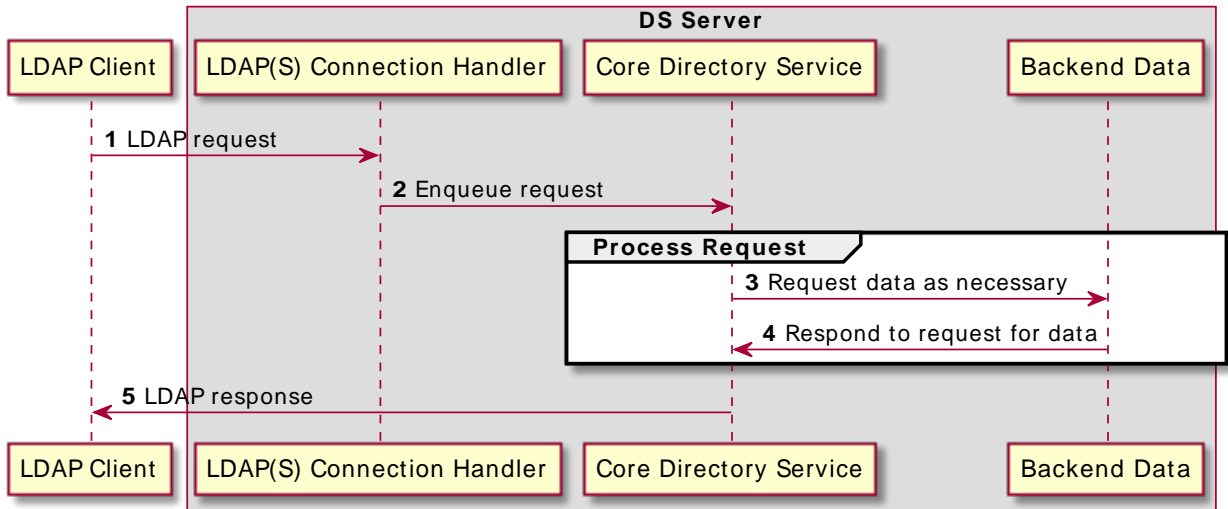 DS Server
LDAP Client
LDAP(S) Connection Handler
Core Directory Service
Backend Data
1 LDAP request
2 Enqueue request
Process Request
3 Request data as necessary
4 Respond to request for data
5 LDAP response
LDAP Client
LDAP(S) Connection Handler
Core Directory Service
Backend Data